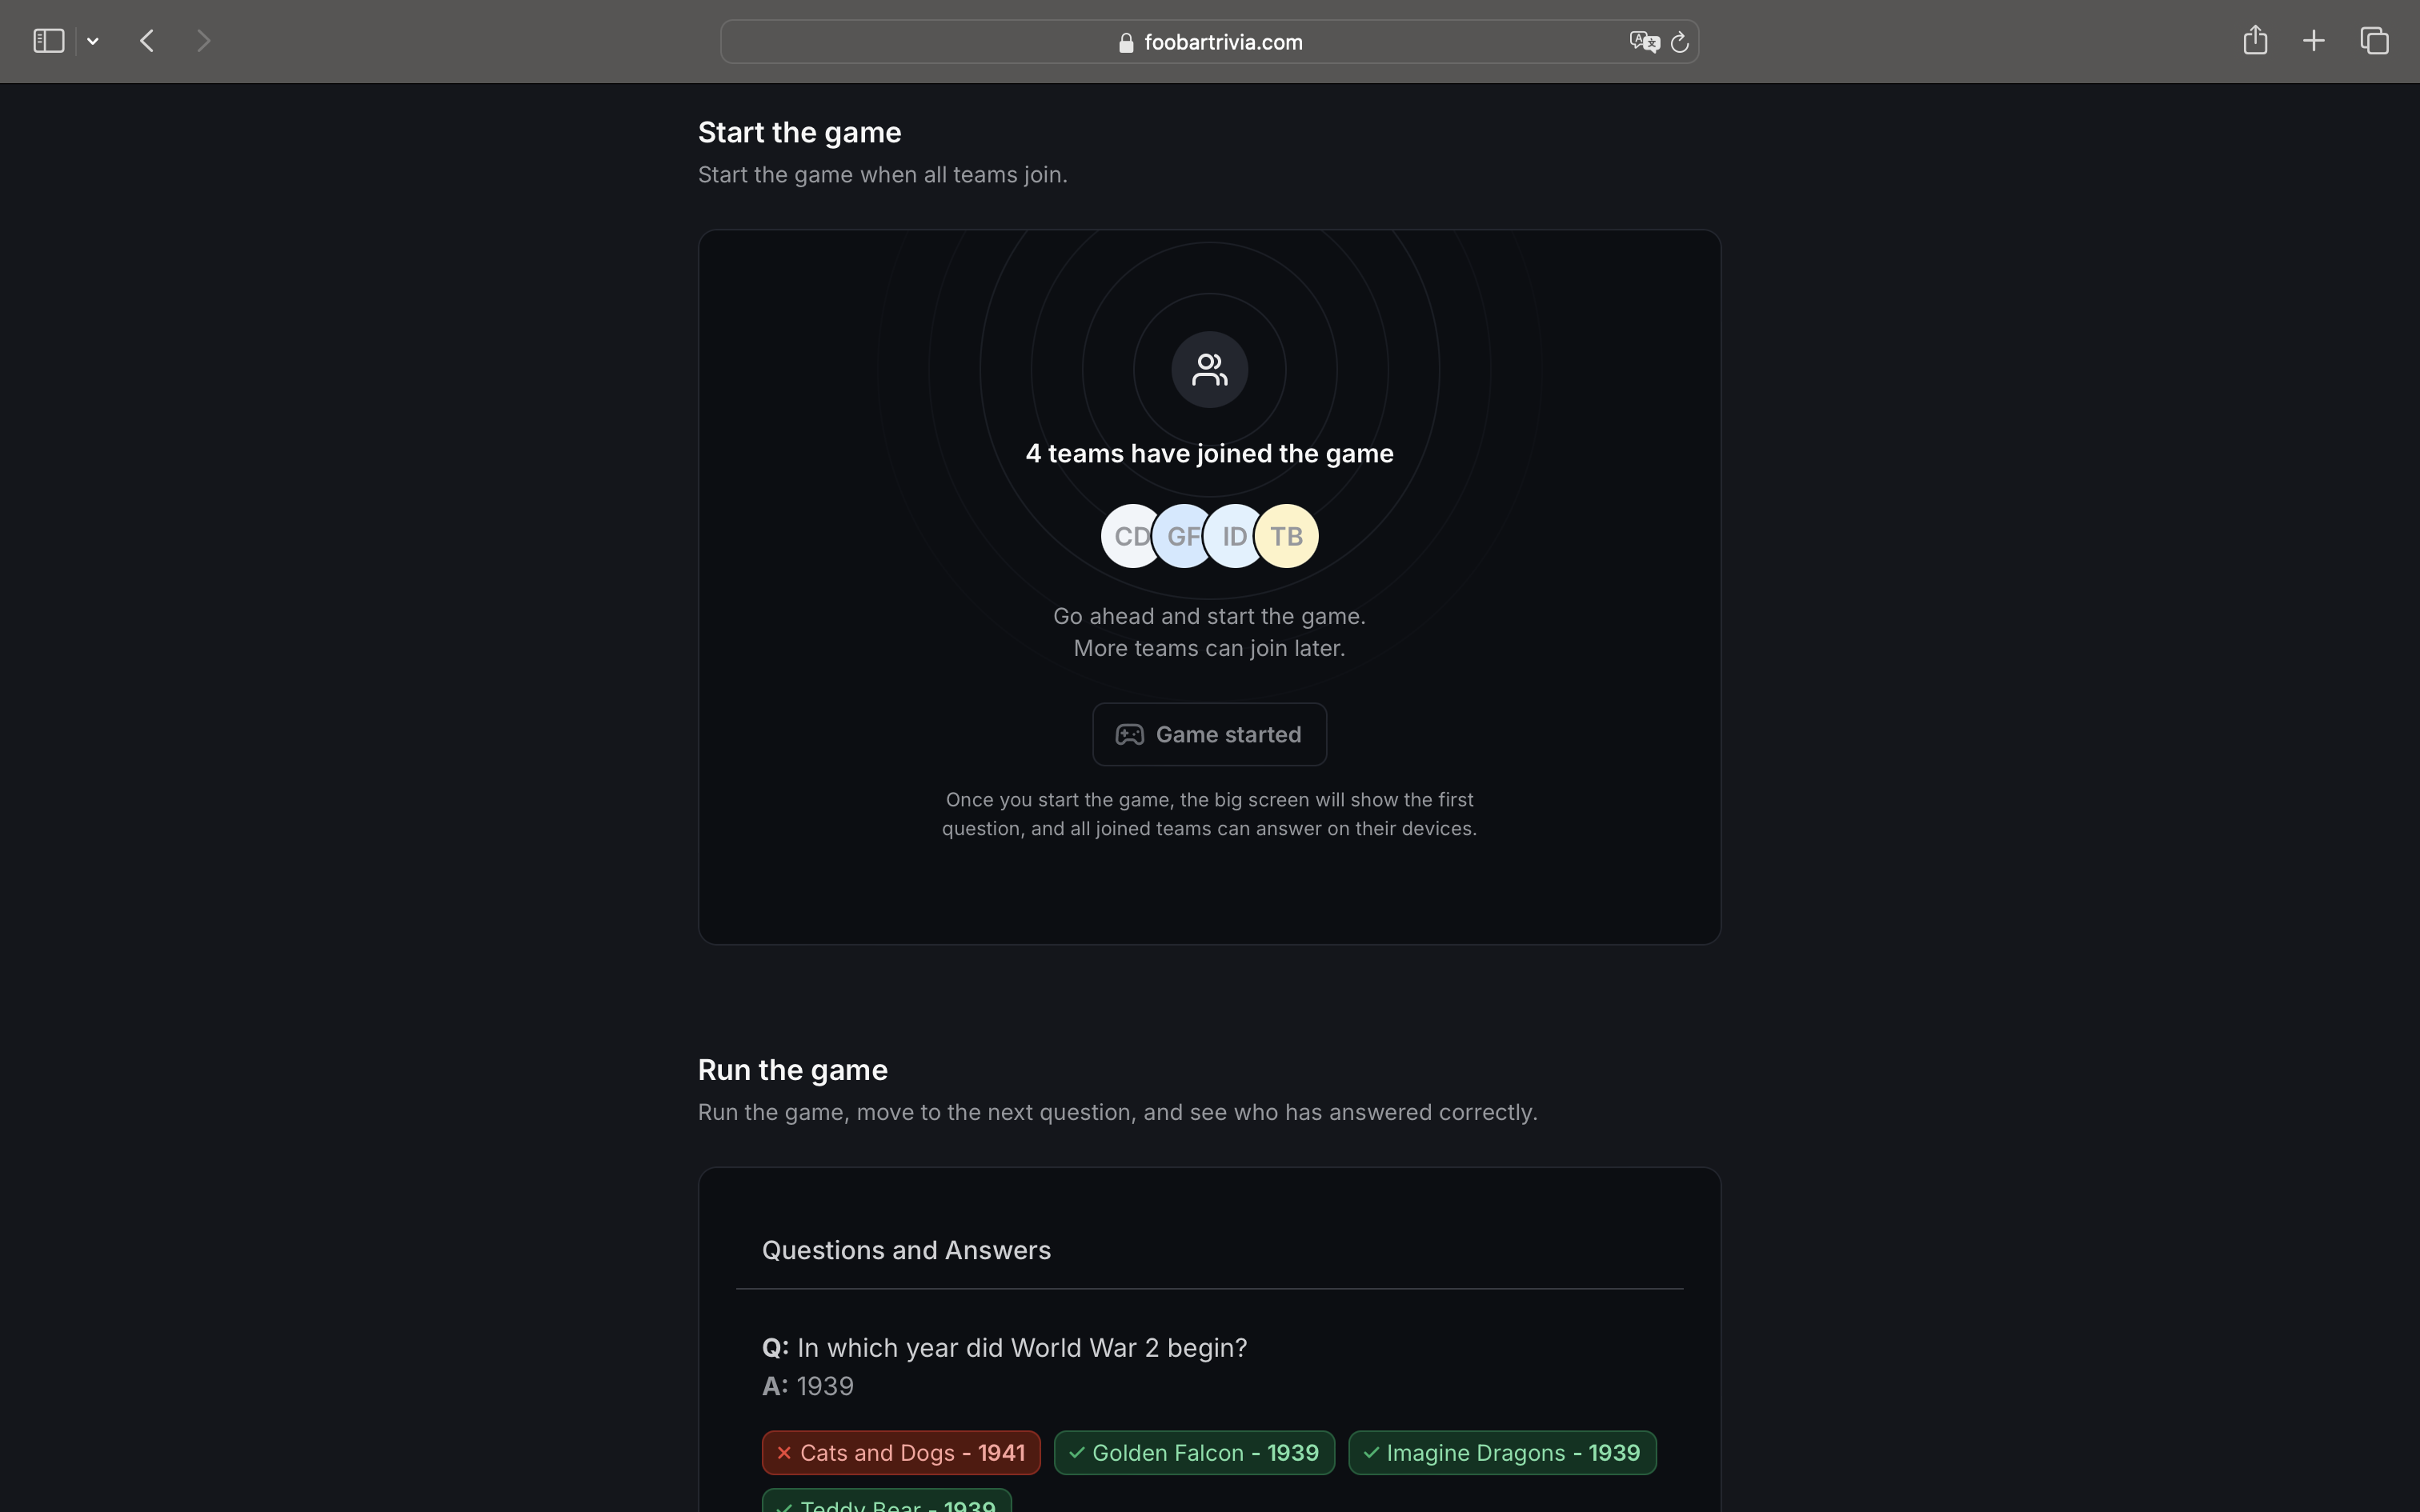 foobartrivia.com
Start the game
Start the game when all teams join.
4 teams have joined the game
CD GF ID TB
Go ahead and start the game.
More teams can join later.
Game started
Once you start the game, the big screen will show the first
question, and all joined teams can answer on their devices.
Run the game
Run the game, move to the next question, and see who has answered correctly.
Questions and Answers
Q: In which year did World War 2 begin?
A: 1939
Cats and Dogs - 1941 Golden Falcon - 1939 Imagine Dragons - 1939
Teddy Bear - 1939